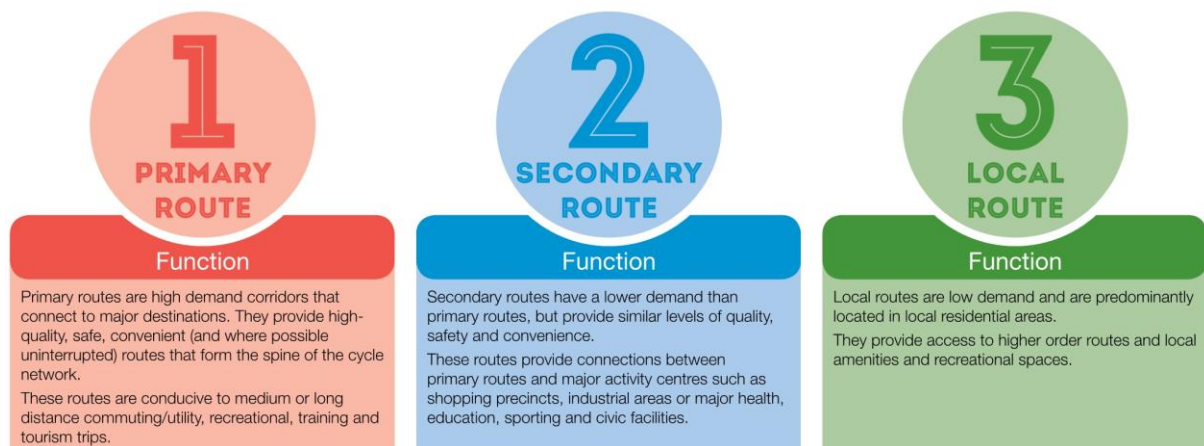 1
PRIMARY
ROUTE
Function
Primary routes are high demand corridors that
connect to major destinations. They provide high-
quality, safe, convenient (and where possible
uninterrupted) routes that form the spine of the cycle
network.
These routes are conducive to medium or long
distance commuting/utility, recreational, training and
tourism trips.
2
SECONDARY
ROUTE
Function
Secondary routes have a lower demand than
primary routes, but provide similar levels of quality,
safety and convenience.
These routes provide connections between
primary routes and major activity centres such as
shopping precincts, industrial areas or major health,
education, sporting and civic facilities.
3
LOCAL
ROUTE
Function
Local routes are low demand and are predominantly
located in local residential areas.
They provide access to higher order routes and local
amenities and recreational spaces.